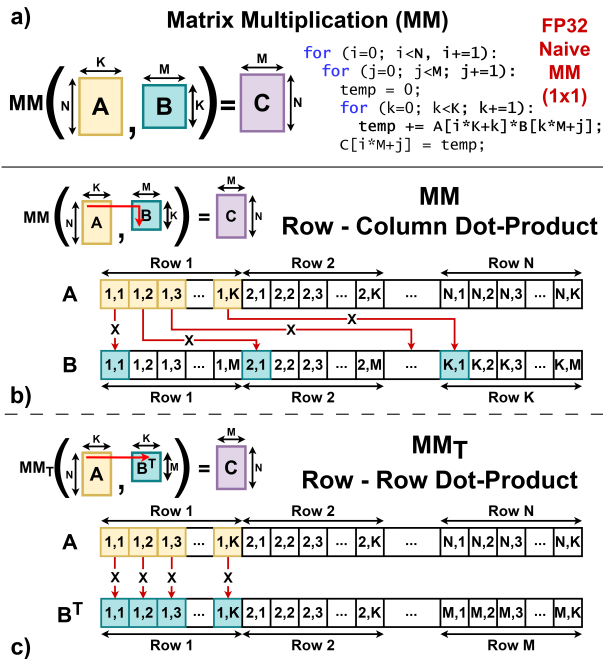 a)
Matrix Multiplication (MM)
FP32
Naive
MM
(1x1)
K
M
M
MM ( N A , B K ) = C N
for (i=0; i<N, i+=1):
for (j=0; j<M; j+=1):
temp = 0;
for (k=0; k<K; k+=1):
temp += A[i*K+k]*B[k*M+j];
C[i*M+j] = temp;
b)
K
M
M
MM ( N A , B K ) = C N
MM
Row - Column Dot-Product
Row 1 Row 2 Row N
A 1,1 1,2 1,3 ... 1,K 2,1 2,2 2,3 ... 2,K ... N,1 N,2 N,3 ... N,K
X X X X
B 1,1 1,2 1,3 ... 1,M 2,1 2,2 2,3 ... 2,M ... K,1 K,2 K,3 ... K,M
Row 1 Row 2 Row K
c)
K
K
M
MMT ( N A , BT M ) = C N
MMT
Row - Row Dot-Product
Row 1 Row 2 Row N
A 1,1 1,2 1,3 ... 1,K 2,1 2,2 2,3 ... 2,K ... N,1 N,2 N,3 ... N,K
X X X X
BT 1,1 1,2 1,3 ... 1,K 2,1 2,2 2,3 ... 2,K ... M,1 M,2 M,3 ... M,K
Row 1 Row 2 Row M